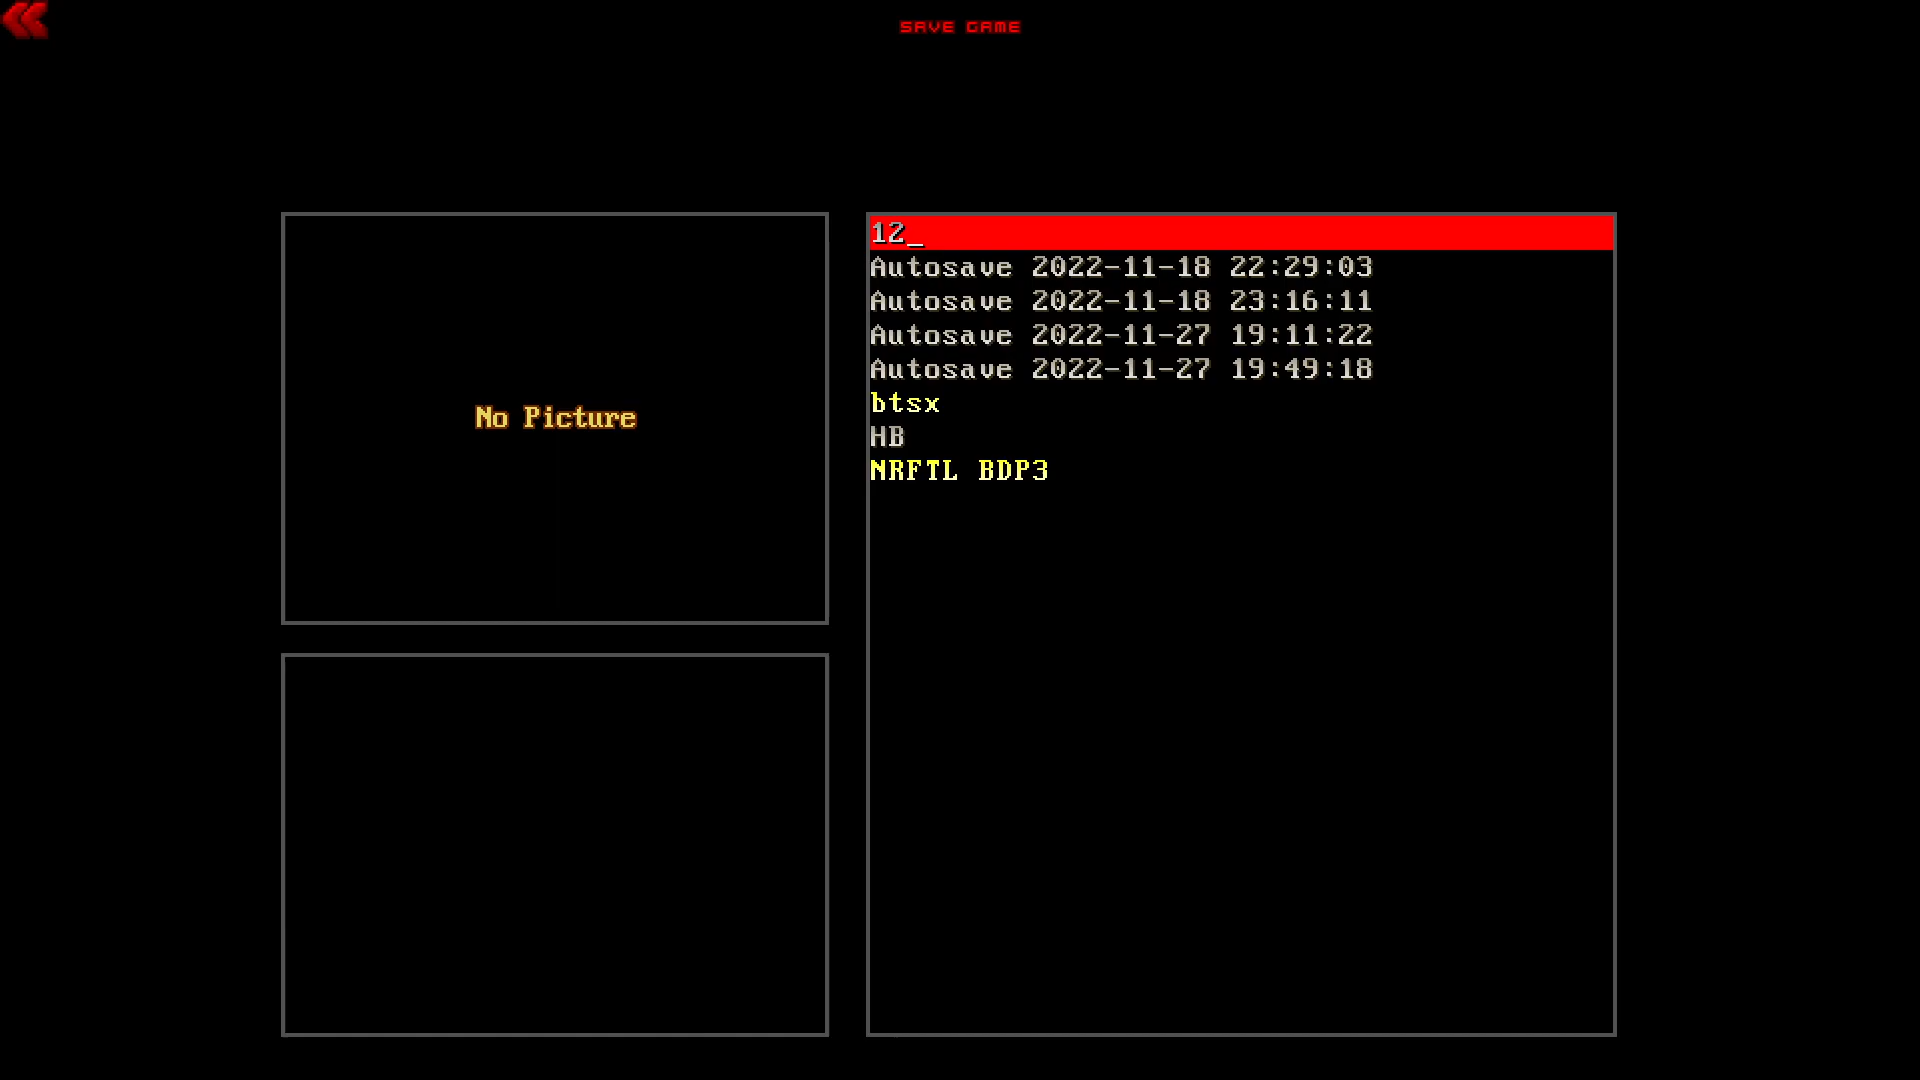 SAVE GAME
12_
Autosave 2022-11-18 22:29:03
Autosave 2022-11-18 23:16:11
Autosave 2022-11-27 19:11:22
Autosave 2022-11-27 19:49:18
No Picture
btsx
HB
NRFTL BDP3